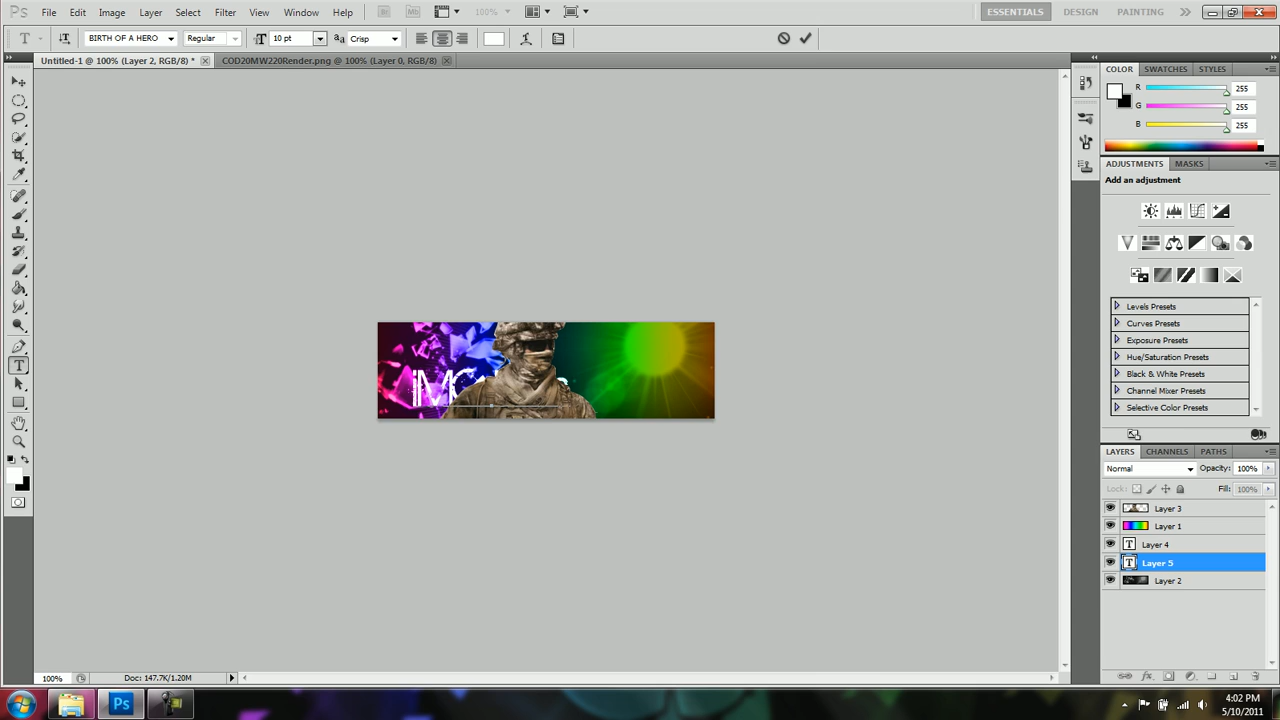 Ps File Edit Image Layer Select Filter View Window Help Br Mb 100% ESSENTIALS DESIGN PAINTING
T BIRTH OF A HERO Regular 10 pt aa Crisp
Untitled-1 @ 100% (Layer 2, RGB/8) * COD20MW220Render.png @ 100% (Layer 0, RGB/8)
COLOR SWATCHES STYLES
R 255
G 255
B 255
ADJUSTMENTS MASKS
Add an adjustment
Levels Presets
Curves Presets
Exposure Presets
Hue/Saturation Presets
Black & White Presets
Channel Mixer Presets
Selective Color Presets
LAYERS CHANNELS PATHS
Normal Opacity: 100%
Lock: Fill: 100%
Layer 3
Layer 1
T Layer 4
T Layer 5
Layer 2
100% Doc: 147.7K/1.20M
Ps 4:02 PM
5/10/2011